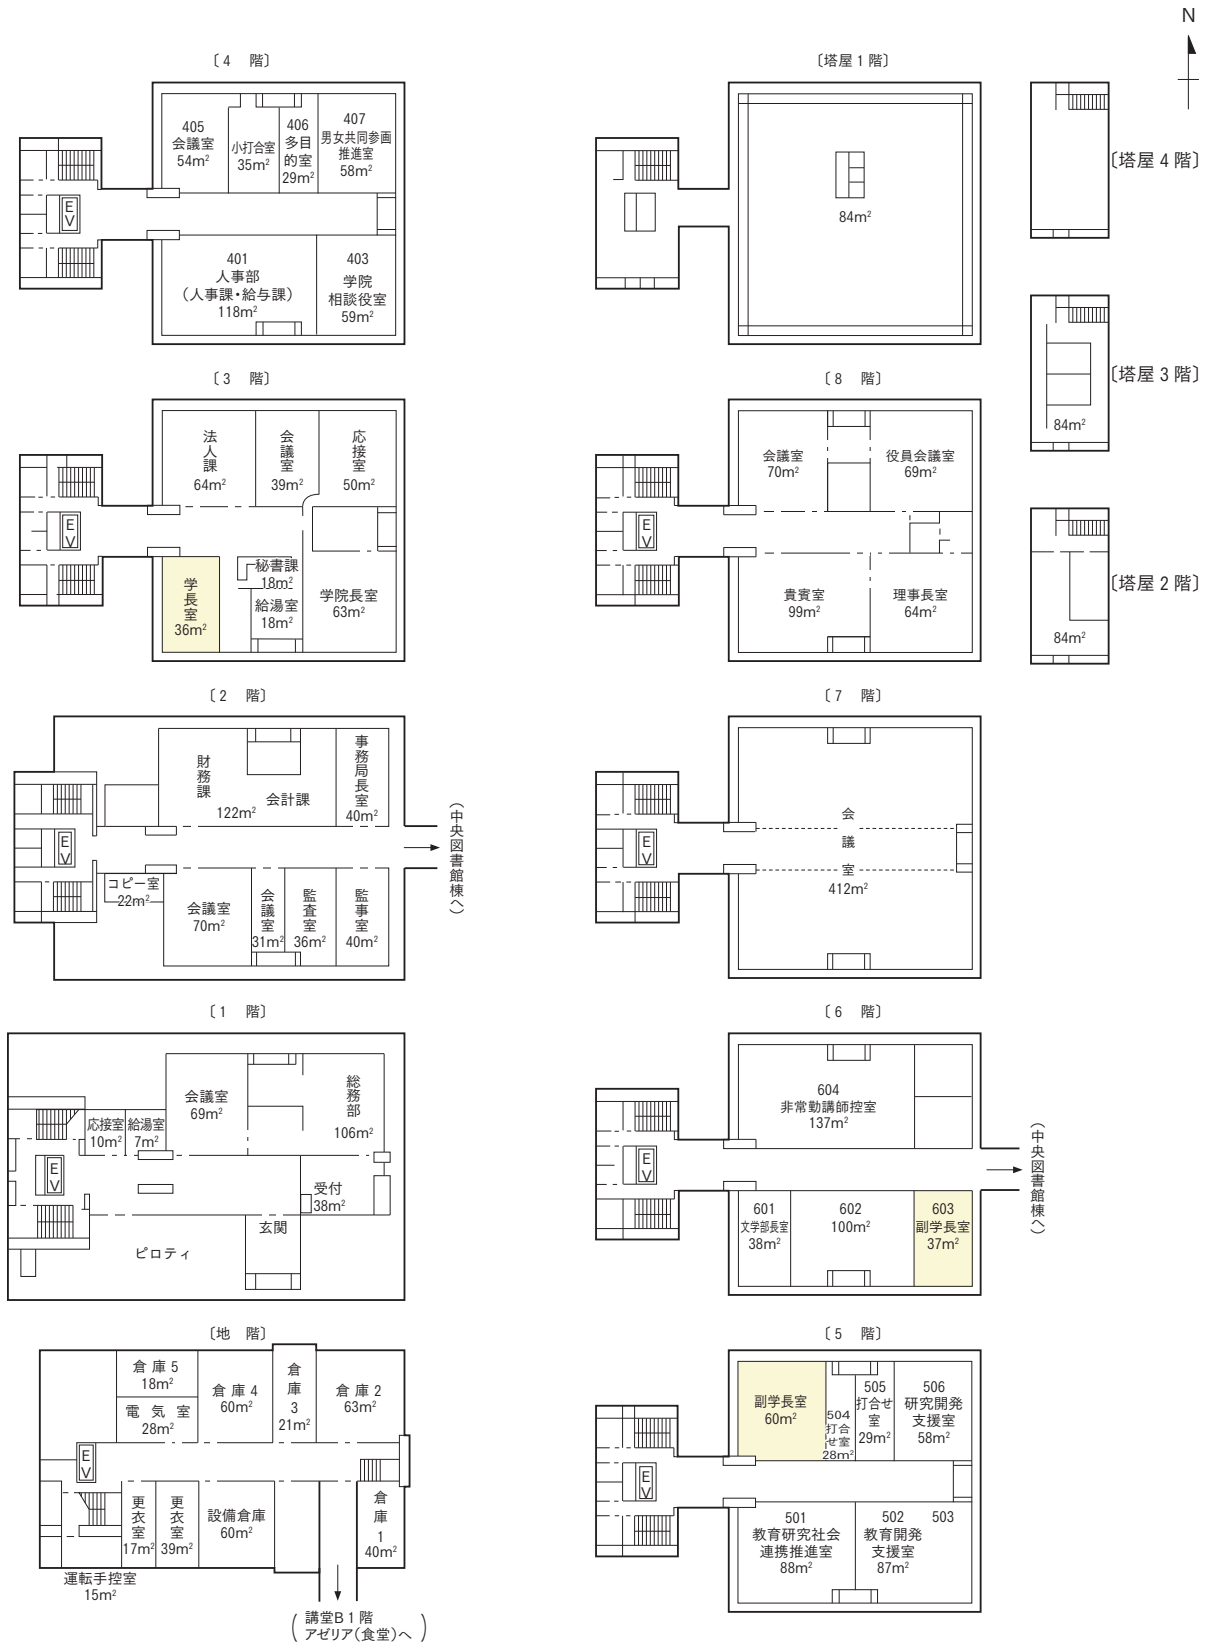 N
〔4 階〕
405
会議室
54m²
小打合室
35m²
406
多目的室
29m²
407
男女共同参画
推進室
58m²
EV
401
人事部
(人事課・給与課)
118m²
403
学院
相談役室
59m²
〔塔屋1階〕
84m²
〔塔屋4階〕
〔塔屋3階〕
84m²
〔塔屋2階〕
84m²
〔3 階〕
法人課
64m²
会議室
39m²
応接室
50m²
EV
学長室
36m²
秘書課
18m²
給湯室
18m²
学院長室
63m²
〔8 階〕
会議室
70m²
役員会議室
69m²
EV
貴賓室
99m²
理事長室
64m²
〔2 階〕
財務課
会計課
122m²
事務局長室
40m²
EV
(中央図書館棟へ)
コピー室
22m²
会議室
70m²
会議室
31m²
監査室
36m²
監事室
40m²
〔7 階〕
EV
会議室
412m²
〔1 階〕
会議室
69m²
総務部
106m²
応接室
10m²
給湯室
7m²
EV
受付
38m²
玄関
ピロティ
〔6 階〕
604
非常勤講師控室
137m²
EV
(中央図書館棟へ)
601
文学部長室
38m²
602
100m²
603
副学長室
37m²
〔地 階〕
倉庫5
18m²
電気室
28m²
倉庫4
60m²
倉庫3
21m²
倉庫2
63m²
EV
更衣室
17m²
更衣室
39m²
設備倉庫
60m²
倉庫1
40m²
運転手控室
15m²
(講堂B1階
アゼリア(食堂)へ)
〔5 階〕
副学長室
60m²
504
打合せ室
28m²
505
打合せ
室
29m²
506
研究開発
支援室
58m²
EV
501
教育研究社会
連携推進室
88m²
502
教育開発
支援室
87m²
503